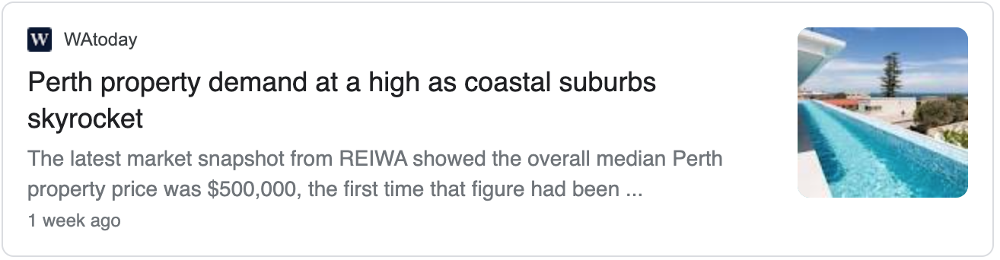 W WAtoday
Perth property demand at a high as coastal suburbs
skyrocket
The latest market snapshot from REIWA showed the overall median Perth
property price was $500,000, the first time that figure had been ...
1 week ago